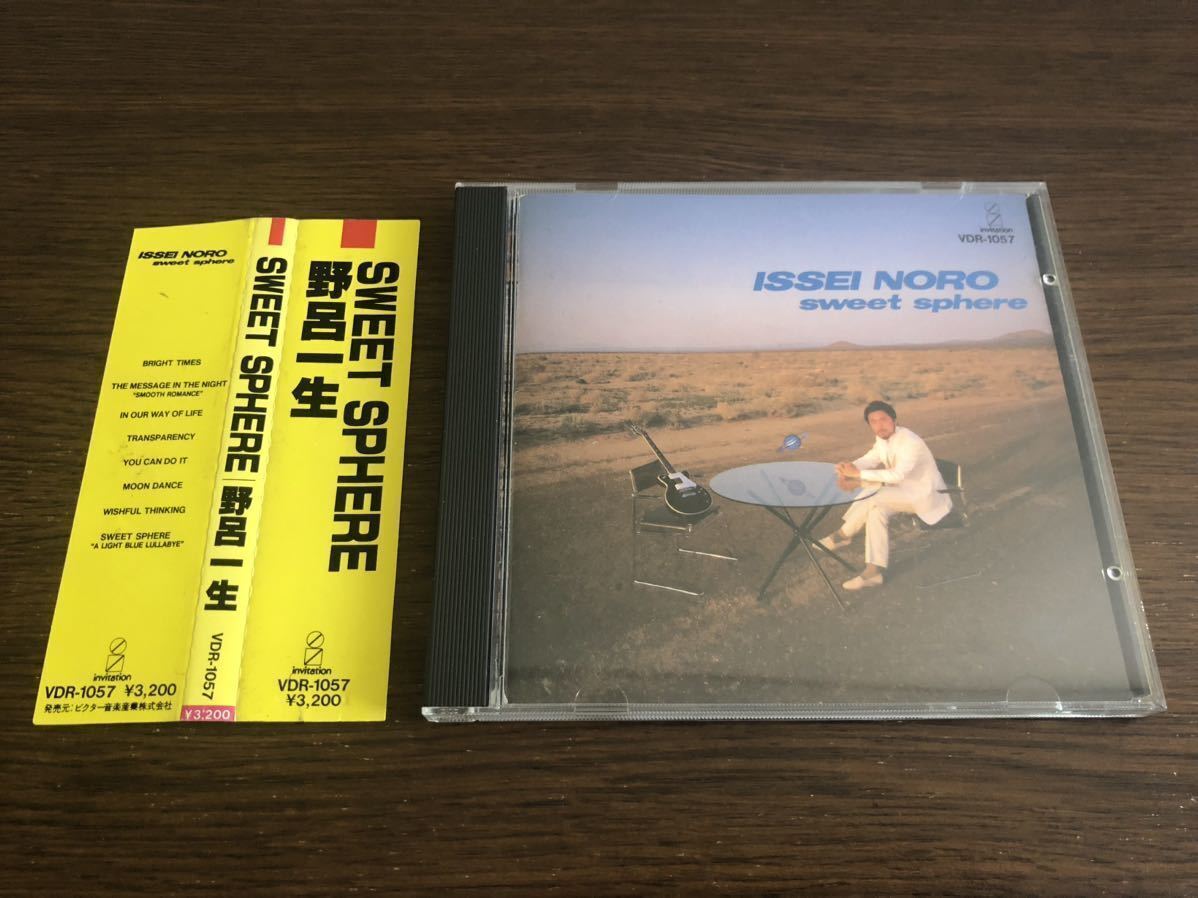 ISSEI NORO
sweet sphere
BRIGHT TIMES
THE MESSAGE IN THE NIGHT
"SMOOTH ROMANCE"
IN OUR WAY OF LIFE
TRANSPARENCY
YOU CAN DO IT
MOON DANCE
WISHFUL THINKING
SWEET SPHERE
"A LIGHT BLUE LULLABYE"
invitation
VDR-1057 ¥3,200
発売元:ビクター音楽産業株式会社
SWEET SPHERE 野呂一生
VDR-1057
¥3,200
SWEET SPHERE
野呂一生
invitation
VDR-1057
¥3,200
invitation
VDR-1057
ISSEI NORO
sweet sphere